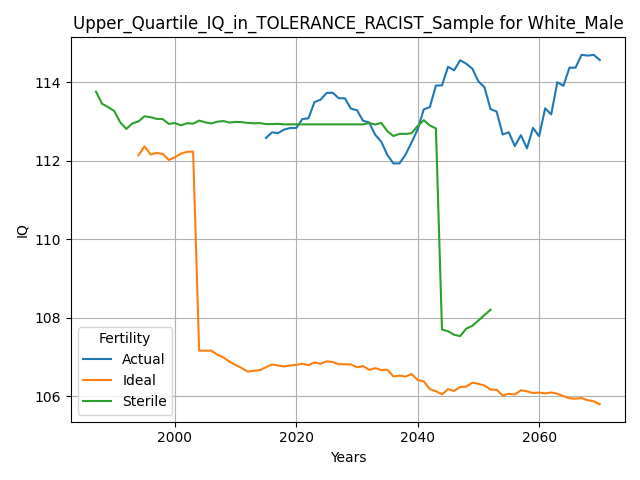 Upper_Quartile_IQ_in_TOLERANCE_RACIST_Sample for White_Male
IQ
114
112
110
108
106
Fertility
Actual
Ideal
Sterile
2000
2020
2040
2060
Years